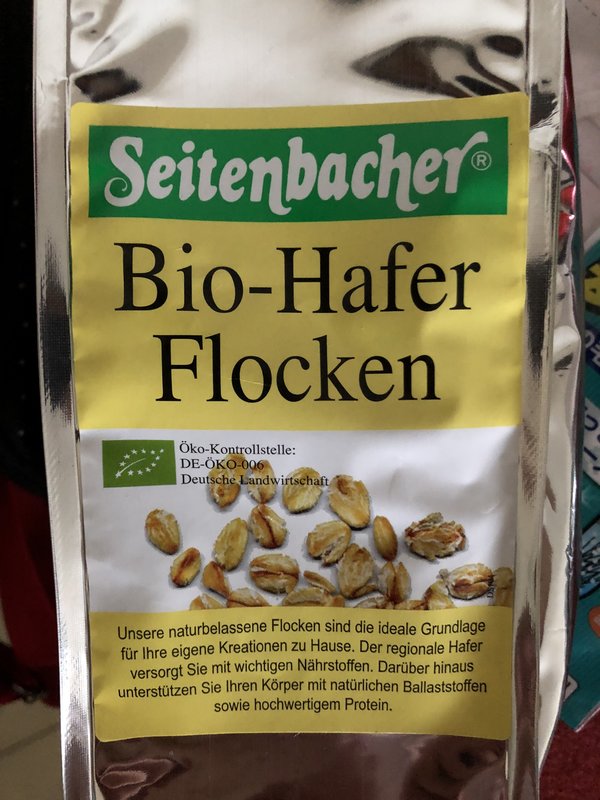 Seitenbacher®
Bio-Hafer
Flocken
Öko-Kontrollstelle:
DE-ÖKO-006
Deutsche Landwirtschaft
Unsere naturbelassene Flocken sind die ideale Grundlage
für Ihre eigene Kreationen zu Hause. Der regionale Hafer
versorgt Sie mit wichtigen Nährstoffen. Darüber hinaus
unterstützen Sie Ihren Körper mit natürlichen Ballaststoffen
sowie hochwertigem Protein.